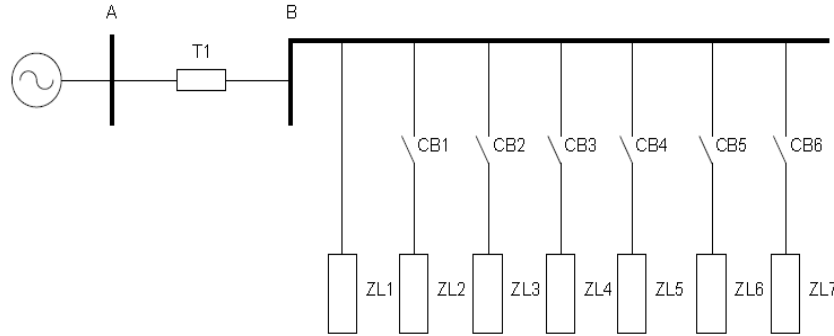 A B
T1
CB1 CB2 CB3 CB4 CB5 CB6
ZL1 ZL2 ZL3 ZL4 ZL5 ZL6 ZL7